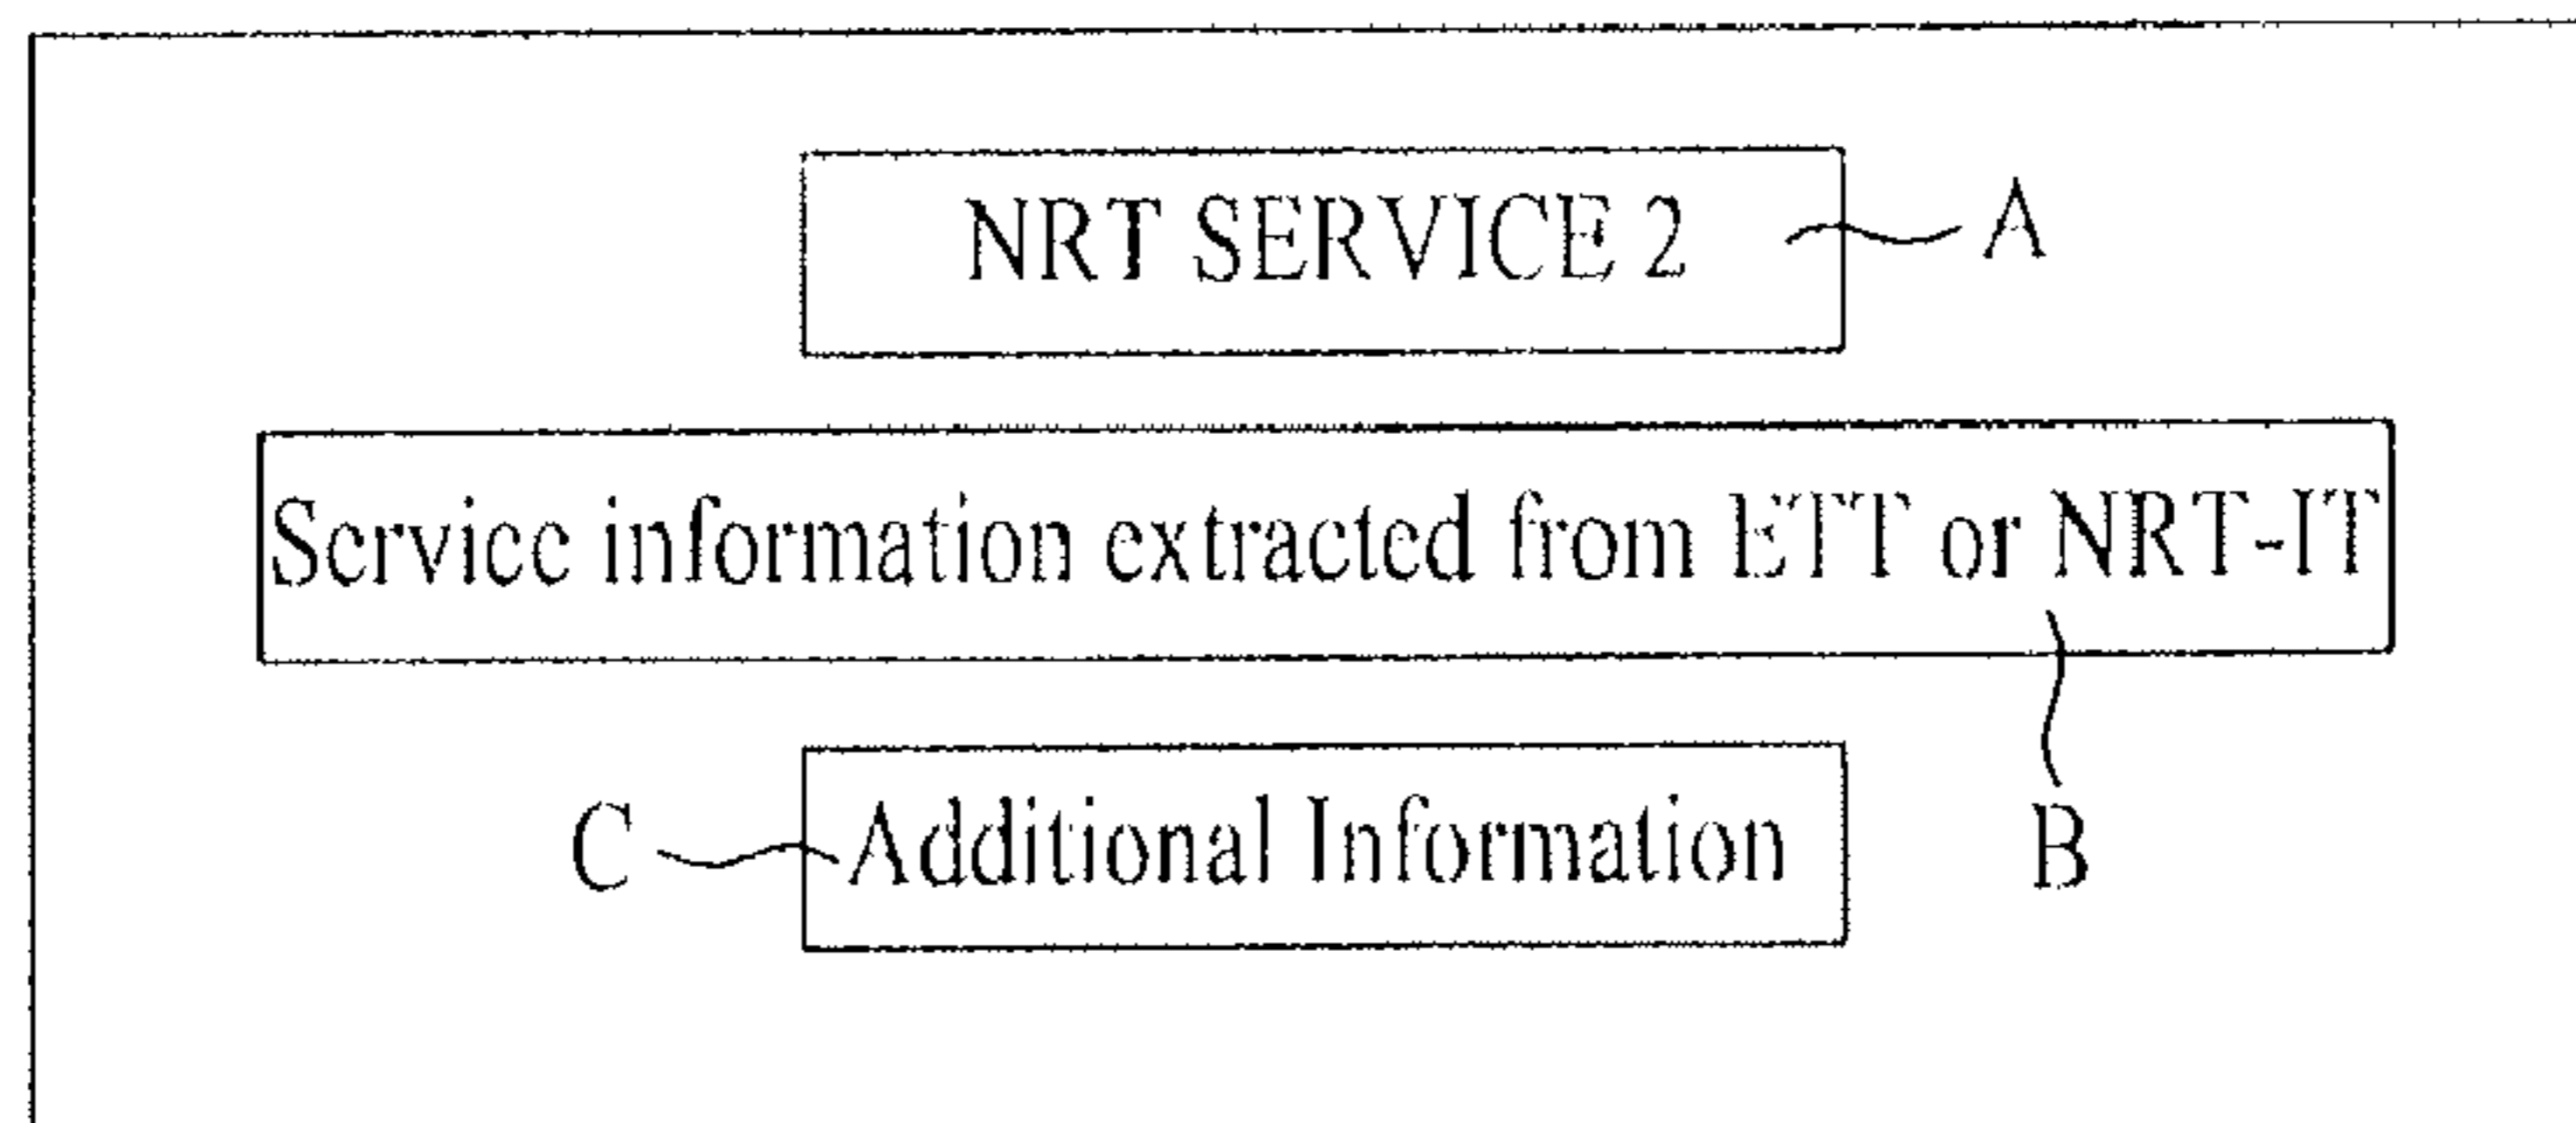 NRT SERVICE 2
A
Service information extracted from ETT or NRT-IT
C
Additional Information
B